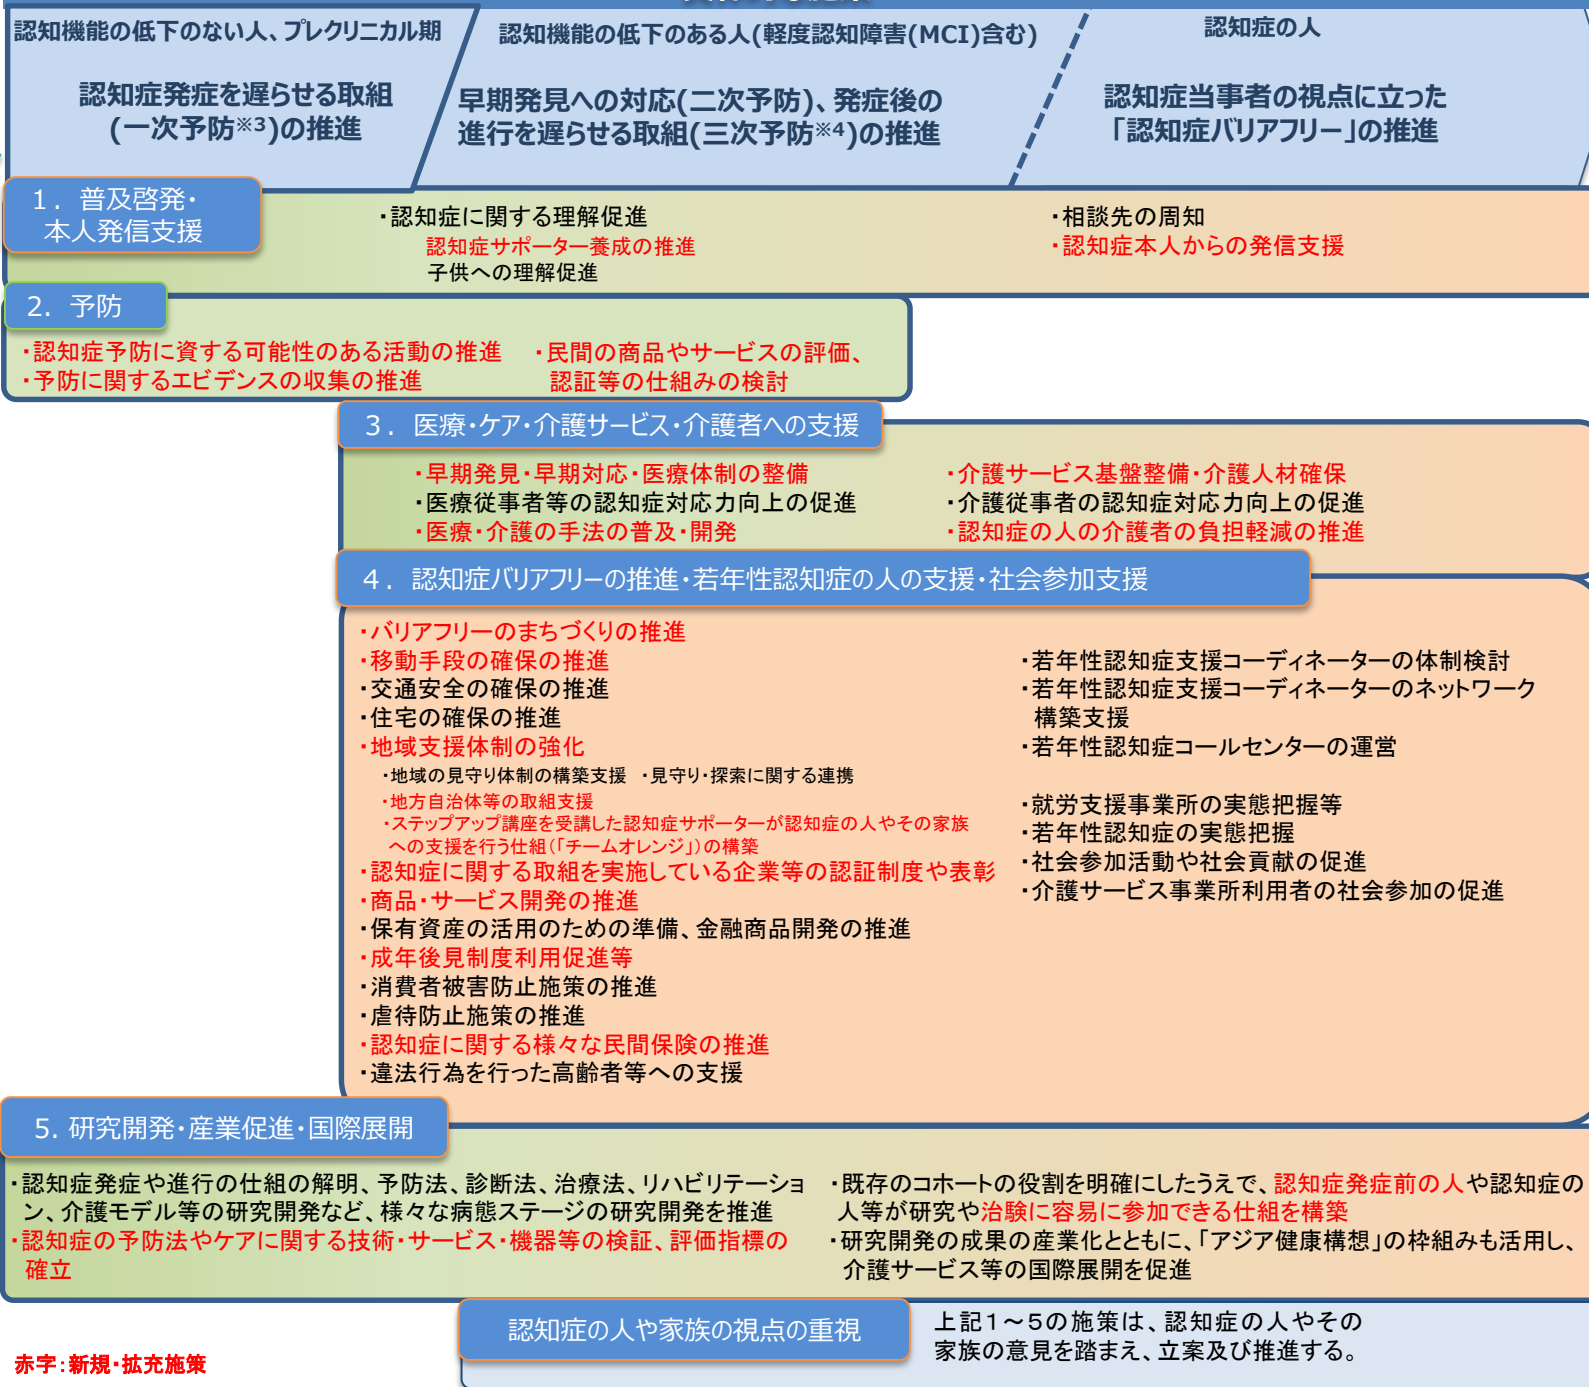 認知機能の低下のない人、プレクリニカル期
認知症発症を遅らせる取組
(一次予防※3)の推進
認知機能の低下のある人(軽度認知障害(MCI)含む)
早期発見への対応(二次予防)、発症後の
進行を遅らせる取組(三次予防※4)の推進
認知症の人
認知症当事者の視点に立った
「認知症バリアフリー」の推進
1. 普及啓発・
本人発信支援
・認知症に関する理解促進
認知症サポーター養成の推進
子供への理解促進
・相談先の周知
・認知症本人からの発信支援
2. 予防
・認知症予防に資する可能性のある活動の推進
・予防に関するエビデンスの収集の推進
・民間の商品やサービスの評価、
認証等の仕組みの検討
3. 医療・ケア・介護サービス・介護者への支援
・早期発見・早期対応・医療体制の整備
・医療従事者等の認知症対応力向上の促進
・医療・介護の手法の普及・開発
・介護サービス基盤整備・介護人材確保
・介護従事者の認知症対応力向上の促進
・認知症の人の介護者の負担軽減の推進
4. 認知症バリアフリーの推進・若年性認知症の人の支援・社会参加支援
・バリアフリーのまちづくりの推進
・移動手段の確保の推進
・交通安全の確保の推進
・住宅の確保の推進
・地域支援体制の強化
・地域の見守り体制の構築支援 ・見守り・探索に関する連携
・地方自治体等の取組支援
・ステップアップ講座を受講した認知症サポーターが認知症の人やその家族
への支援を行う仕組(「チームオレンジ」)の構築
・認知症に関する取組を実施している企業等の認証制度や表彰
・商品・サービス開発の推進
・保有資産の活用のための準備、金融商品開発の推進
・成年後見制度利用促進等
・消費者被害防止施策の推進
・虐待防止施策の推進
・認知症に関する様々な民間保険の推進
・違法行為を行った高齢者等への支援
・若年性認知症支援コーディネーターの体制検討
・若年性認知症支援コーディネーターのネットワーク
構築支援
・若年性認知症コールセンターの運営
・就労支援事業所の実態把握等
・若年性認知症の実態把握
・社会参加活動や社会貢献の促進
・介護サービス事業所利用者の社会参加の促進
5. 研究開発・産業促進・国際展開
・認知症発症や進行の仕組の解明、予防法、診断法、治療法、リハビリテーショ
ン、介護モデル等の研究開発など、様々な病態ステージの研究開発を推進
・認知症の予防法やケアに関する技術・サービス・機器等の検証、評価指標の
確立
・既存のコホートの役割を明確にしたうえで、認知症発症前の人や認知症の
人等が研究や治験に容易に参加できる仕組を構築
・研究開発の成果の産業化とともに、「アジア健康構想」の枠組みも活用し、
介護サービス等の国際展開を促進
認知症の人や家族の視点の重視
上記1～5の施策は、認知症の人やその
家族の意見を踏まえ、立案及び推進する。
赤字:新規・拡充施策